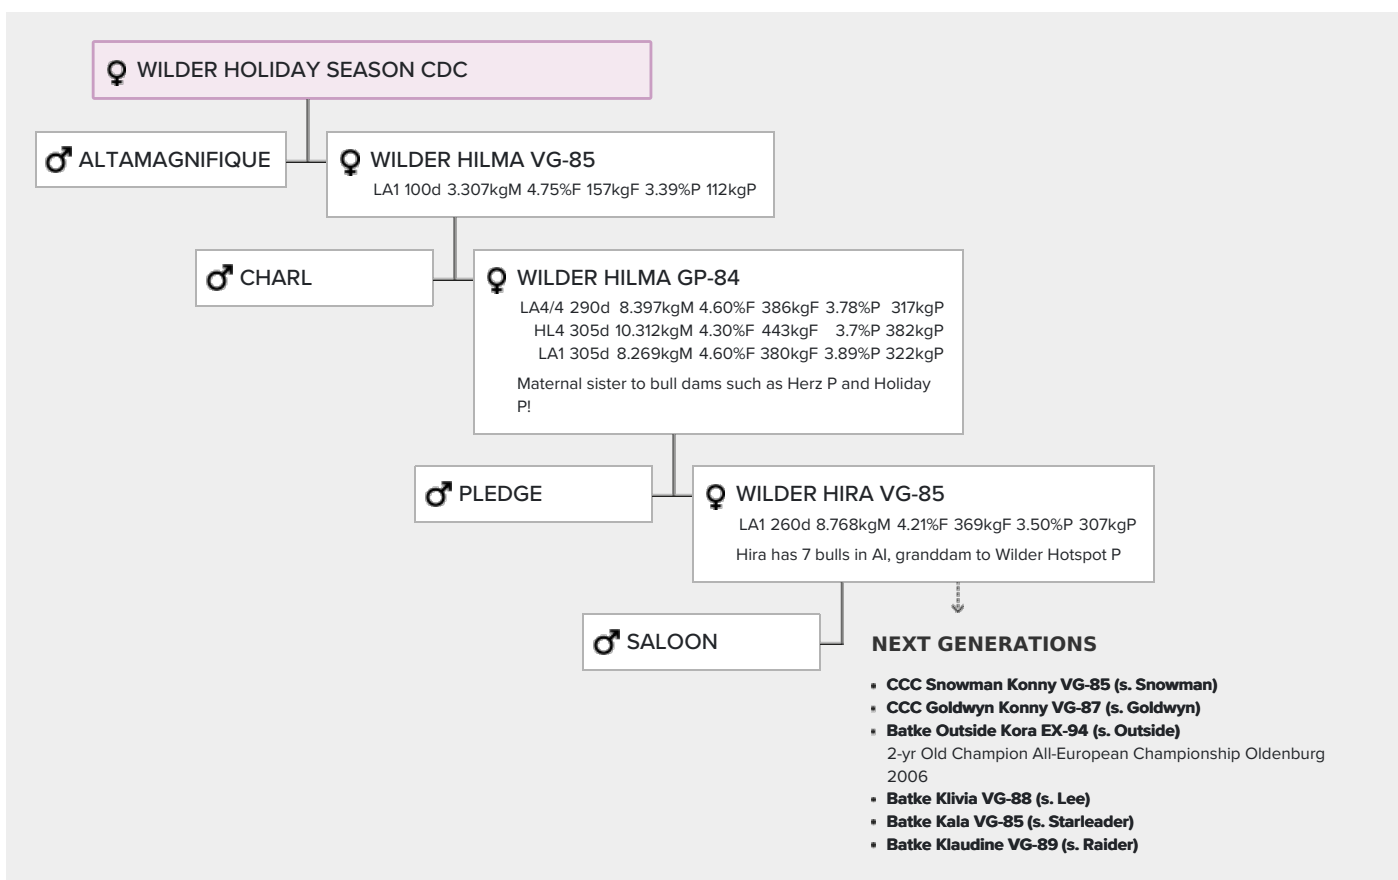 WILDER HOLIDAY SEASON CDC
ALTAMAGNIFIQUE
WILDER HILMA VG-85
LA1 100d 3.307kgM 4.75%F 157kgF 3.39%P 112kgP
CHARL
WILDER HILMA GP-84
LA4/4 290d 8.397kgM 4.60%F 386kgF 3.78%P 317kgP
HL4 305d 10.312kgM 4.30%F 443kgF 3.7%P 382kgP
LA1 305d 8.269kgM 4.60%F 380kgF 3.89%P 322kgP
Maternal sister to bull dams such as Herz P and Holiday
P!
PLEDGE
WILDER HIRA VG-85
LA1 260d 8.768kgM 4.21%F 369kgF 3.50%P 307kgP
Hira has 7 bulls in AI, granddam to Wilder Hotspot P
SALOON
NEXT GENERATIONS
▪ CCC Snowman Konny VG-85 (s. Snowman)
▪ CCC Goldwyn Konny VG-87 (s. Goldwyn)
▪ Batke Outside Kora EX-94 (s. Outside)
2-yr Old Champion All-European Championship Oldenburg
2006
▪ Batke Klivia VG-88 (s. Lee)
▪ Batke Kala VG-85 (s. Starleader)
▪ Batke Klaudine VG-89 (s. Raider)